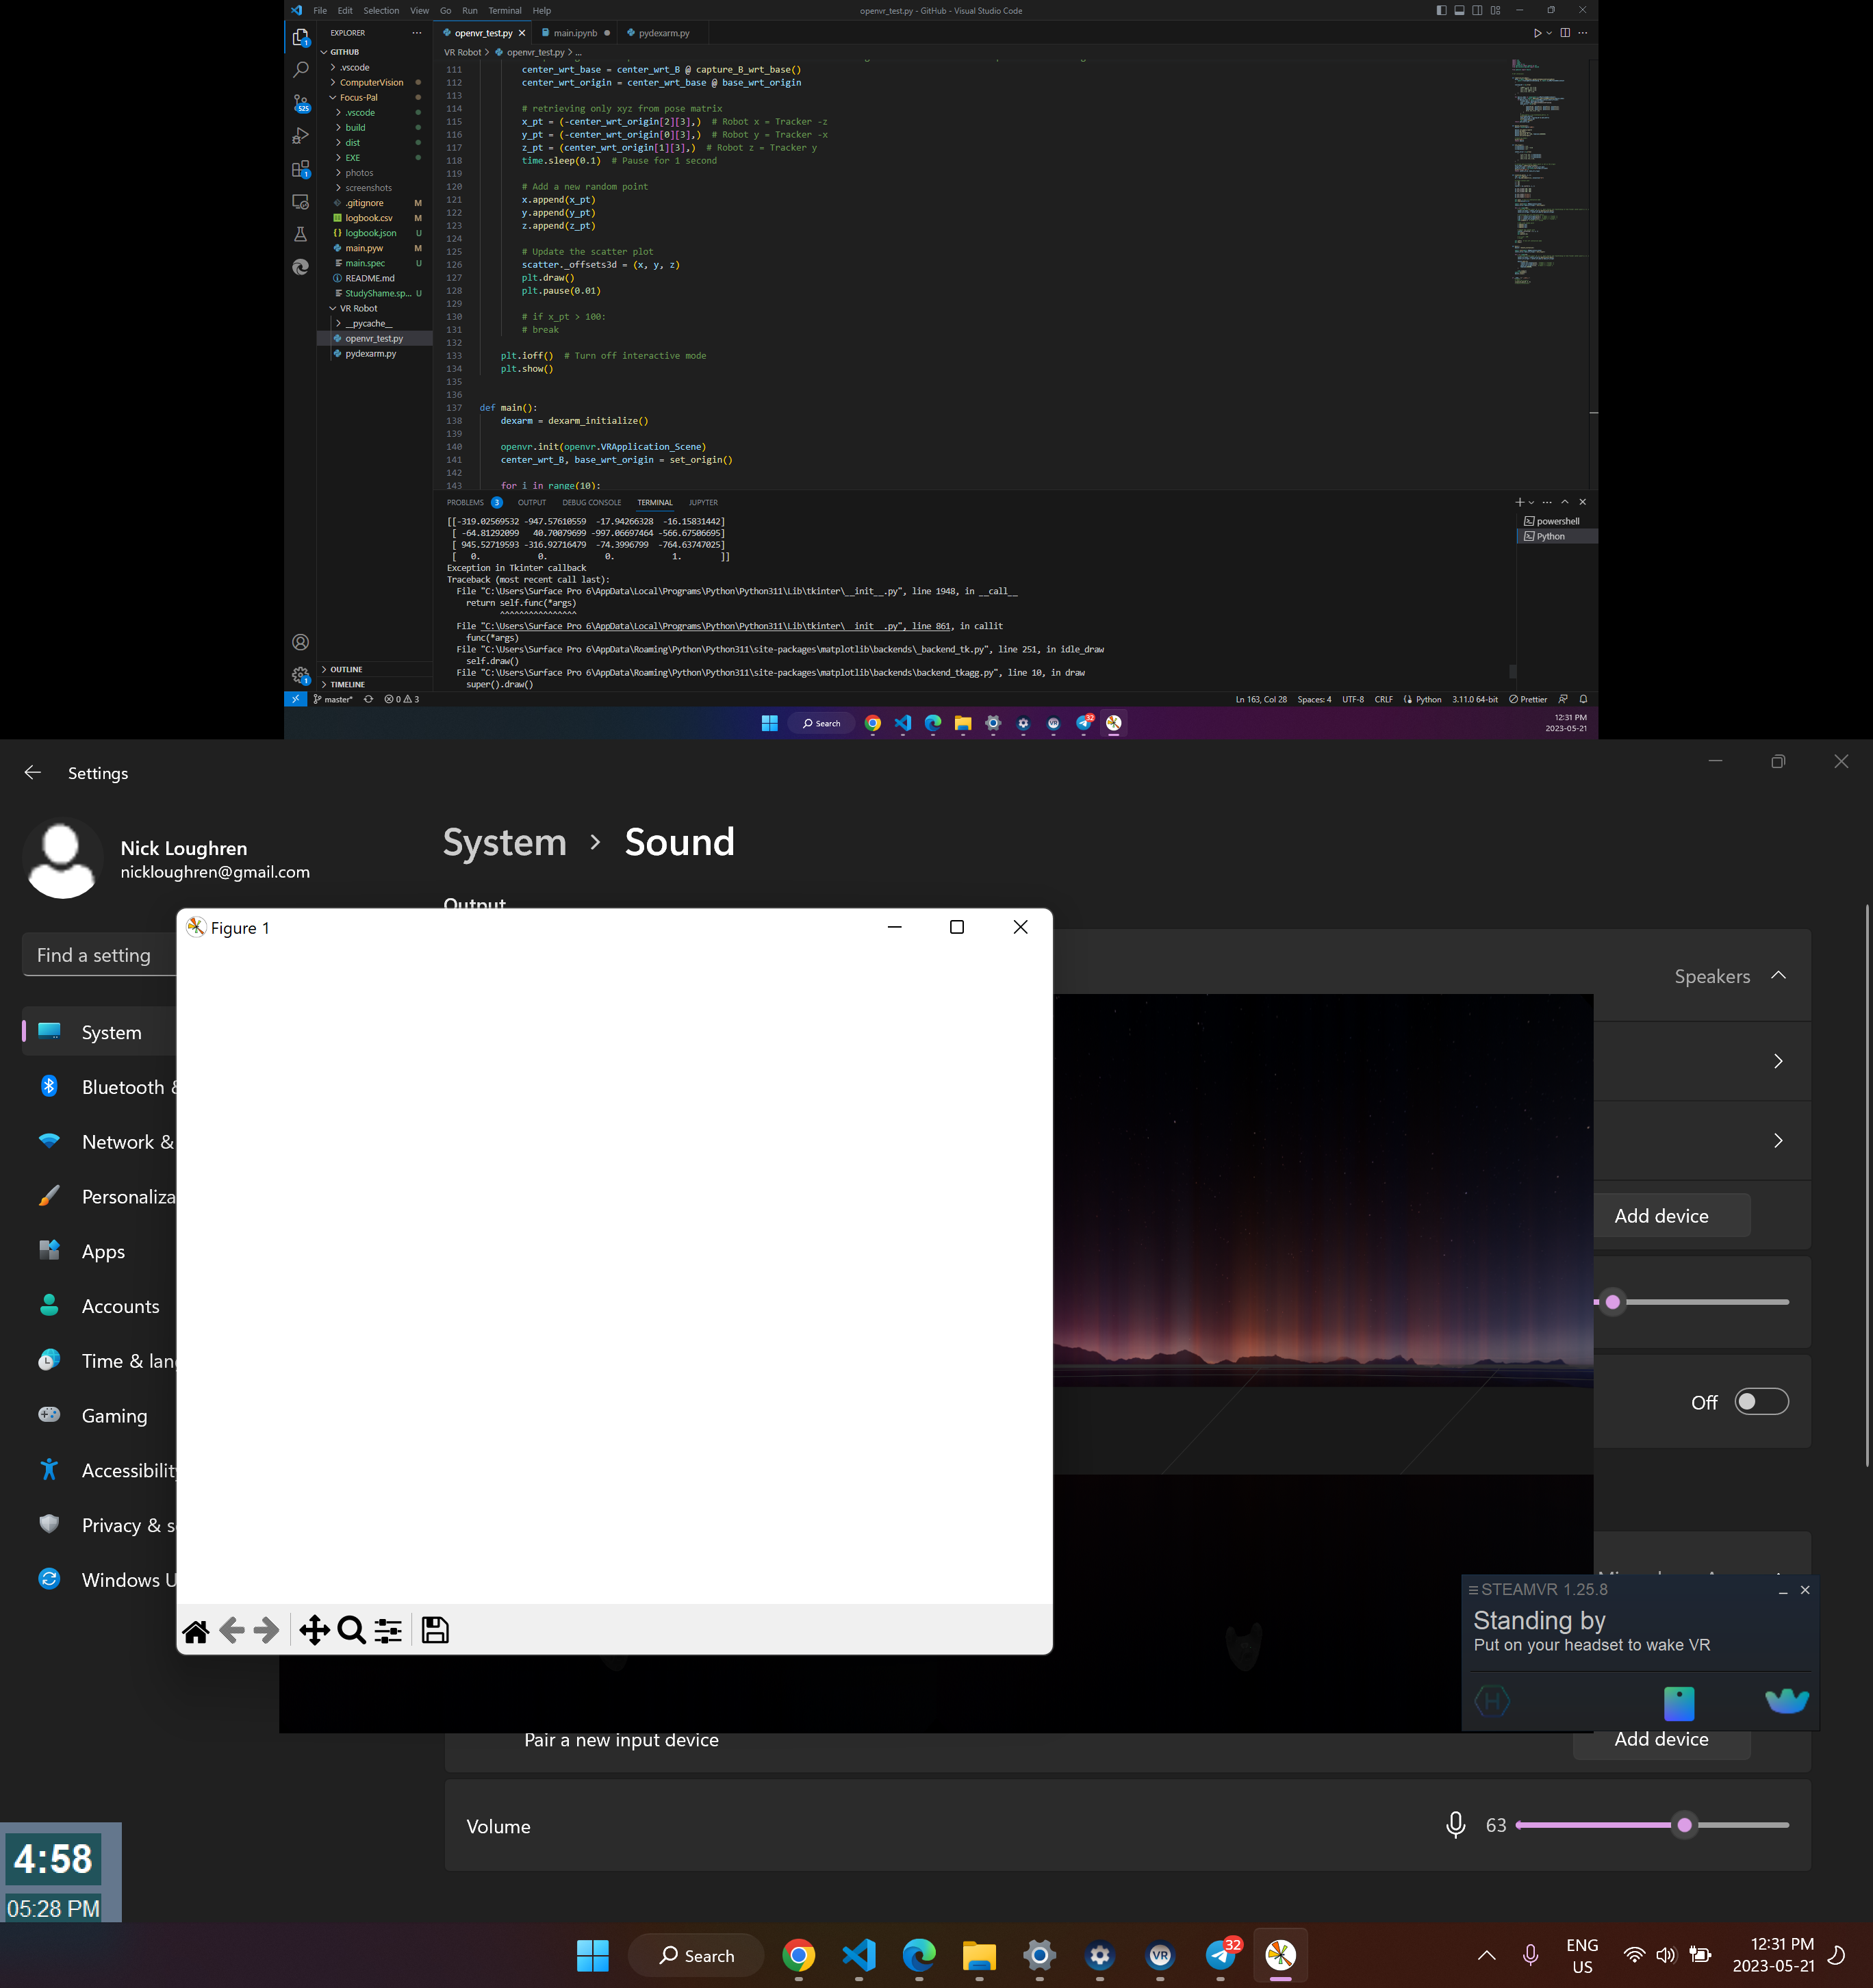 File Edit Selection View Go Run Terminal Help
openvr_test.py - GitHub - Visual Studio Code
EXPLORER
GITHUB
.vscode
ComputerVision
Focus-Pal
.vscode
build
dist
EXE
photos
screenshots
.gitignore M
logbook.csv M
logbook.json U
main.pyw M
main.spec U
README.md
StudyShame.sp... U
VR Robot
__pycache__
openvr_test.py
pydexarm.py
OUTLINE
TIMELINE
1
525
1
1
openvr_test.py
main.ipynb
pydexarm.py
VR Robot > openvr_test.py > ...
111 center_wrt_base = center_wrt_B @ capture_B_wrt_base()
112 center_wrt_origin = center_wrt_base @ base_wrt_origin
113
114 # retrieving only xyz from pose matrix
115 x_pt = (-center_wrt_origin[2][3],) # Robot x = Tracker -z
116 y_pt = (-center_wrt_origin[0][3],) # Robot y = Tracker -x
117 z_pt = (center_wrt_origin[1][3],) # Robot z = Tracker y
118 time.sleep(0.1) # Pause for 1 second
119
120 # Add a new random point
121 x.append(x_pt)
122 y.append(y_pt)
123 z.append(z_pt)
124
125 # Update the scatter plot
126 scatter._offsets3d = (x, y, z)
127 plt.draw()
128 plt.pause(0.01)
129
130 # if x_pt > 100:
131 # break
132
133 plt.ioff() # Turn off interactive mode
134 plt.show()
135
136
137 def main():
138 dexarm = dexarm_initialize()
139
140 openvr.init(openvr.VRApplication_Scene)
141 center_wrt_B, base_wrt_origin = set_origin()
142
143 for i in range(10):
PROBLEMS 3 OUTPUT DEBUG CONSOLE TERMINAL JUPYTER
powershell
Python
[[-319.02569532 -947.57610559 -17.94266328 -16.15831442]
[ -64.81292099 40.70079699 -997.06697464 -566.67506695]
[ 945.52719593 -316.92716479 -74.3996799 -764.63747025]
[ 0. 0. 0. 1. ]]
Exception in Tkinter callback
Traceback (most recent call last):
File "C:\Users\Surface Pro 6\AppData\Local\Programs\Python\Python311\Lib\tkinter\__init__.py", line 1948, in __call__
return self.func(*args)
^^^^^^^^^^^^^^^^
File "C:\Users\Surface Pro 6\AppData\Local\Programs\Python\Python311\Lib\tkinter\__init__.py", line 861, in callit
func(*args)
File "C:\Users\Surface Pro 6\AppData\Roaming\Python\Python311\site-packages\matplotlib\backends\_backend_tk.py", line 251, in idle_draw
self.draw()
File "C:\Users\Surface Pro 6\AppData\Roaming\Python\Python311\site-packages\matplotlib\backends\backend_tkagg.py", line 10, in draw
super().draw()
master* 0 3
Ln 163, Col 28 Spaces: 4 UTF-8 CRLF Python 3.11.0 64-bit Prettier
Search
VR
32
12:31 PM
2023-05-21
Settings
Nick Loughren
nickloughren@gmail.com
System > Sound
Output
Find a setting
System
Bluetooth &
Network &
Personaliza
Apps
Accounts
Time & lan
Gaming
Accessibilit
Privacy & s
Windows U
Figure 1
Speakers
Add device
Off
STEAMVR 1.25.8
Standing by
Put on your headset to wake VR
H
Pair a new input device
Add device
Volume
63
4:58
05:28 PM
Search
VR
32
ENG
US
12:31 PM
2023-05-21